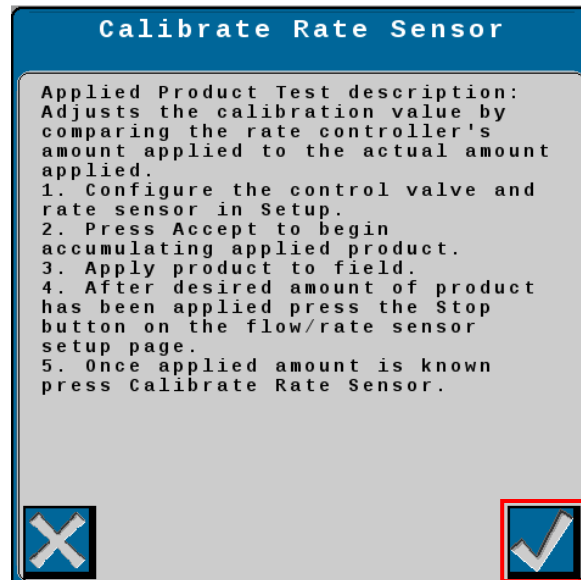 Calibrate Rate Sensor
Applied Product Test description:
Adjusts the calibration value by
comparing the rate controller's
amount applied to the actual amount
applied.
1. Configure the control valve and
rate sensor in Setup.
2. Press Accept to begin
accumulating applied product.
3. Apply product to field.
4. After desired amount of product
has been applied press the Stop
button on the flow/rate sensor
setup page.
5. Once applied amount is known
press Calibrate Rate Sensor.